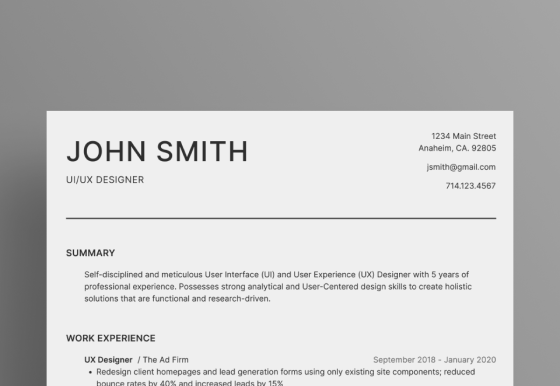 JOHN SMITH
UI/UX DESIGNER
1234 Main Street
Anaheim, CA. 92805
jsmith@gmail.com
714.123.4567
SUMMARY
Self-disciplined and meticulous User Interface (UI) and User Experience (UX) Designer with 5 years of
professional experience. Possesses strong analytical and User-Centered design skills to create holistic
solutions that are functional and research-driven.
WORK EXPERIENCE
UX Designer / The Ad Firm September 2018 - January 2020
• Redesign client homepages and lead generation forms using only existing site components; reduced
bounce rates by 40% and increased leads by 15%